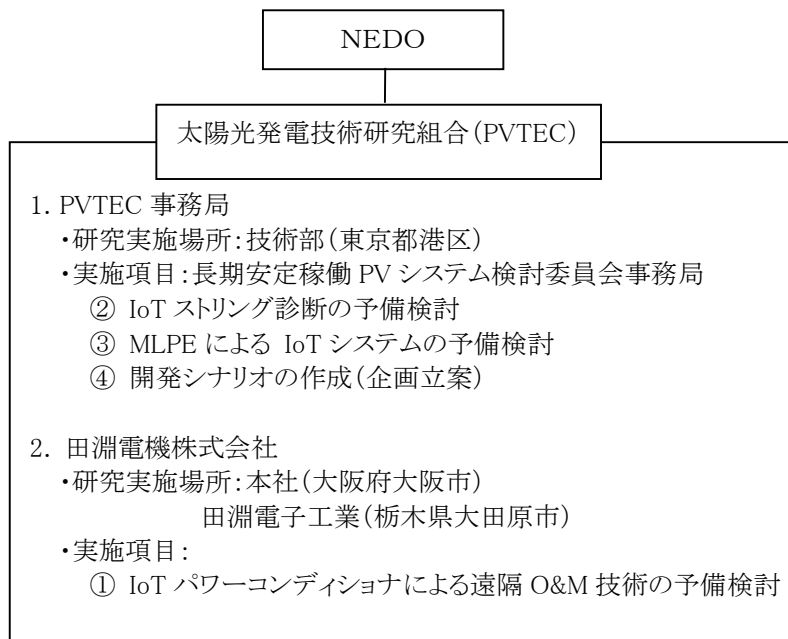 NEDO
太陽光発電技術研究組合(PVTEC)
1. PVTEC 事務局
・研究実施場所:技術部(東京都港区)
・実施項目:長期安定稼働 PV システム検討委員会事務局
② IoT ストリング診断の予備検討
③ MLPE による IoT システムの予備検討
④ 開発シナリオの作成(企画立案)
2. 田淵電機株式会社
・研究実施場所:本社(大阪府大阪市)
田淵電子工業(栃木県大田原市)
・実施項目:
① IoT パワーコンディショナによる遠隔 O&M 技術の予備検討